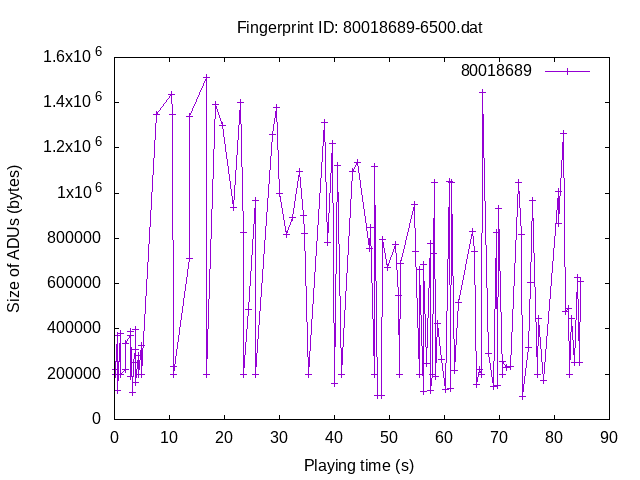 Fingerprint ID: 80018689-6500.dat
80018689
1.6x10^6
1.4x10^6
1.2x10^6
1x10^6
800000
600000
400000
200000
0
Size of ADUs (bytes)
0 10 20 30 40 50 60 70 80 90
Playing time (s)